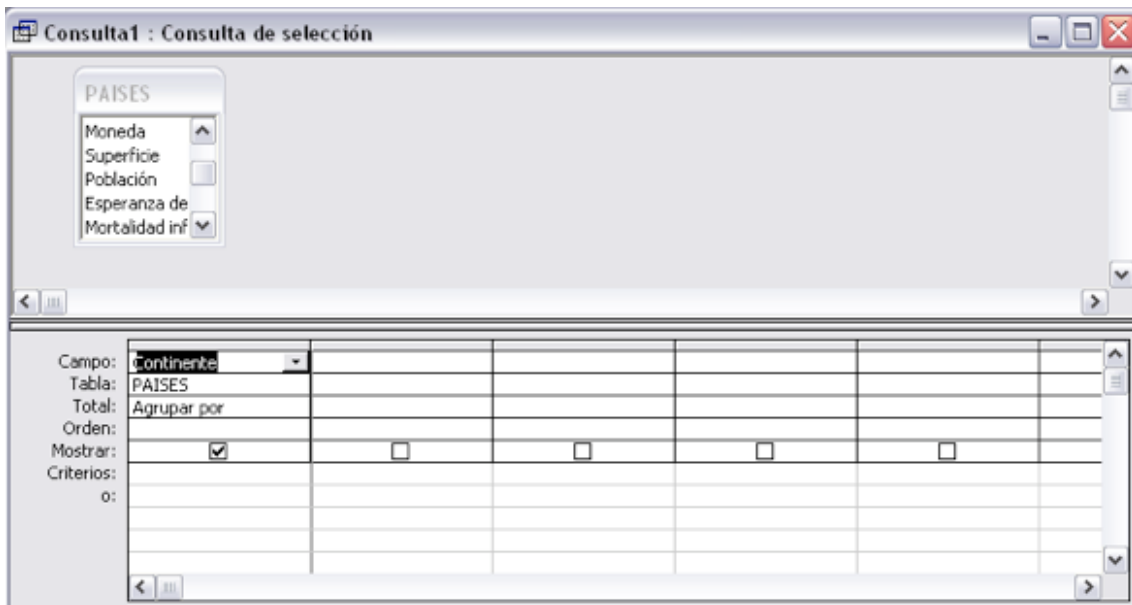 Consulta1 : Consulta de selección
PAISES
Moneda
Superficie
Población
Esperanza de
Mortalidad inf
Campo: Continente
Tabla: PAISES
Total: Agrupar por
Orden:
Mostrar:
Criterios:
o: